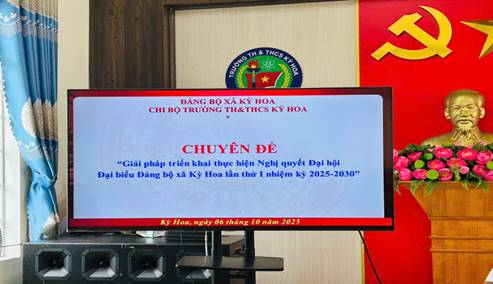 TRƯỜNG TH & THCS KỲ HOA
ĐẢNG BỘ XÃ KỲ HOA
CHI BỘ TRƯỜNG TH&THCS KỲ HOA
*
CHUYÊN ĐỀ
“Giải pháp triển khai thực hiện Nghị quyết Đại hội
Đại biểu Đảng bộ xã Kỳ Hoa lần thứ I nhiệm kỳ 2025-2030”
Kỳ Hoa, ngày 06 tháng 10 năm 2025